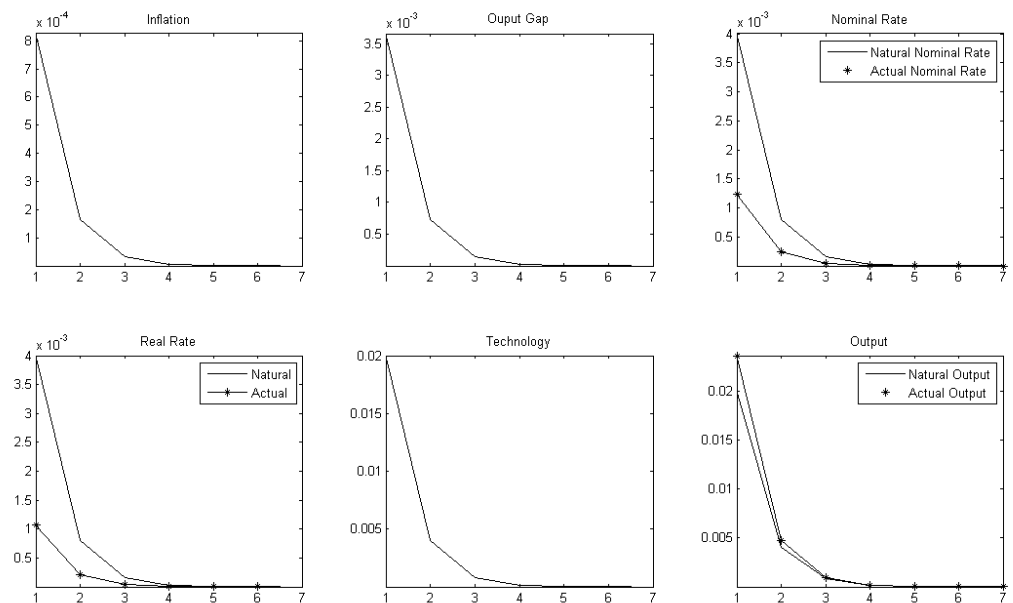 Inflation
x 10^-4
8
7
6
5
4
3
2
1
1 2 3 4 5 6 7
Ouput Gap
x 10^-3
3.5
3
2.5
2
1.5
1
0.5
1 2 3 4 5 6 7
Nominal Rate
x 10^-3
4
3.5
3
2.5
2
1.5
1
0.5
1 2 3 4 5 6 7
Natural Nominal Rate
Actual Nominal Rate
Real Rate
x 10^-3
4
3.5
3
2.5
2
1.5
1
0.5
1 2 3 4 5 6 7
Natural
Actual
Technology
0.02
0.015
0.01
0.005
1 2 3 4 5 6 7
Output
0.02
0.015
0.01
0.005
1 2 3 4 5 6 7
Natural Output
Actual Output